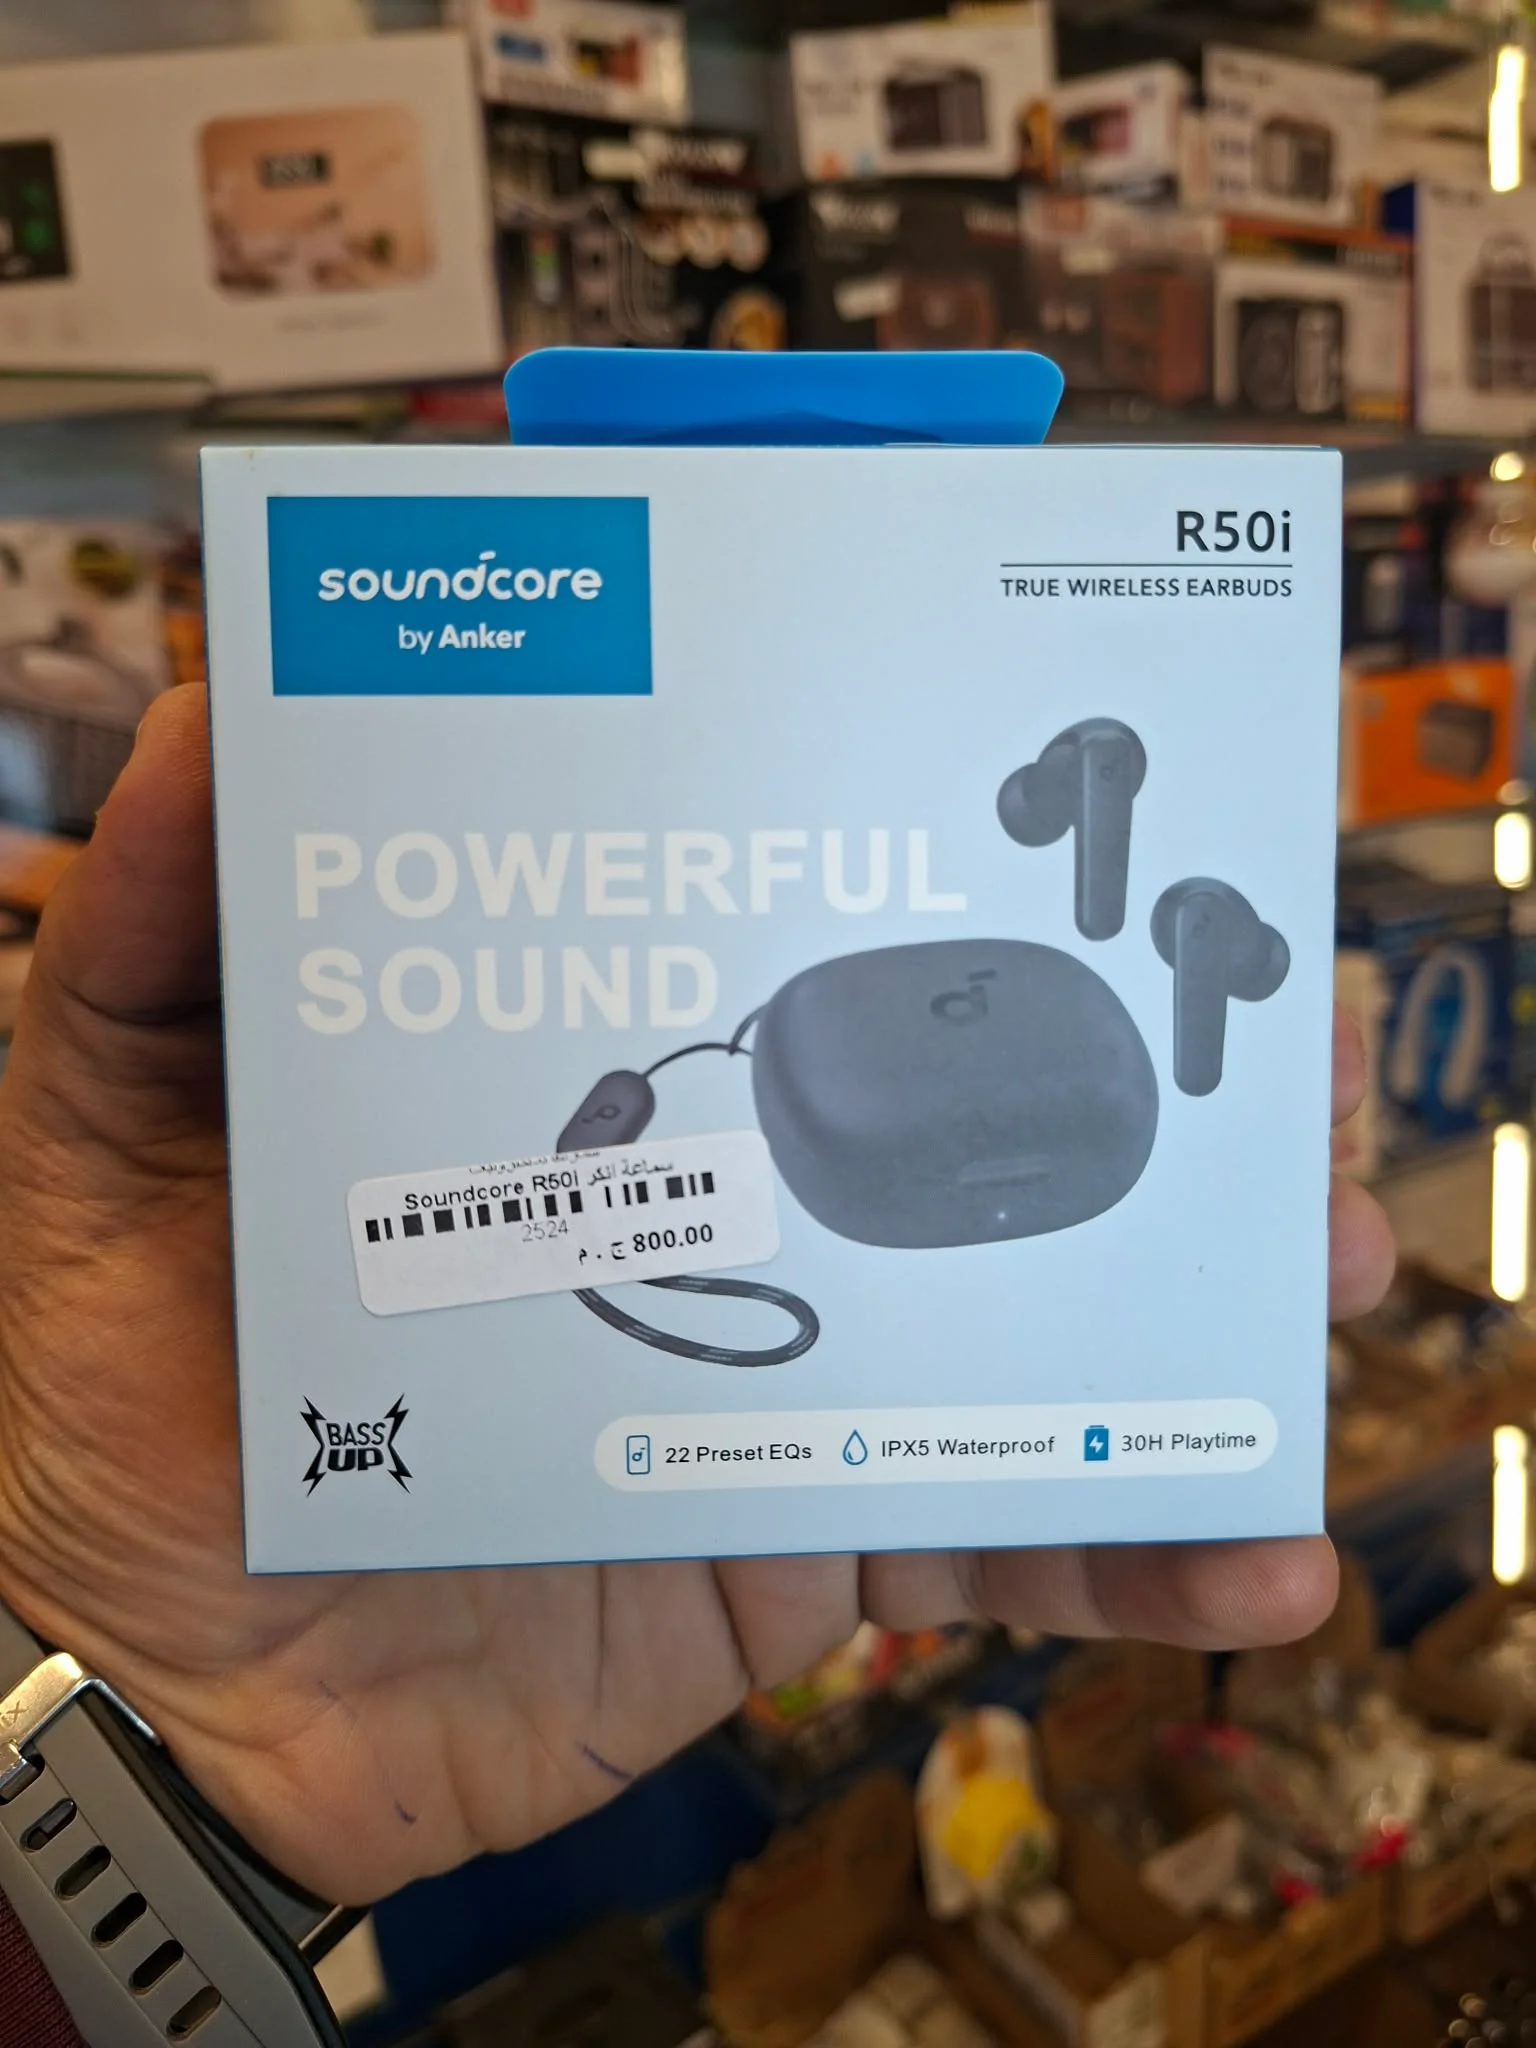 soundcore
by Anker
R50i
TRUE WIRELESS EARBUDS
POWERFUL
SOUND
سماعة انكر Soundcore R50i
2524
800.00 ج . م
BASS
UP
22 Preset EQs
IPX5 Waterproof
30H Playtime